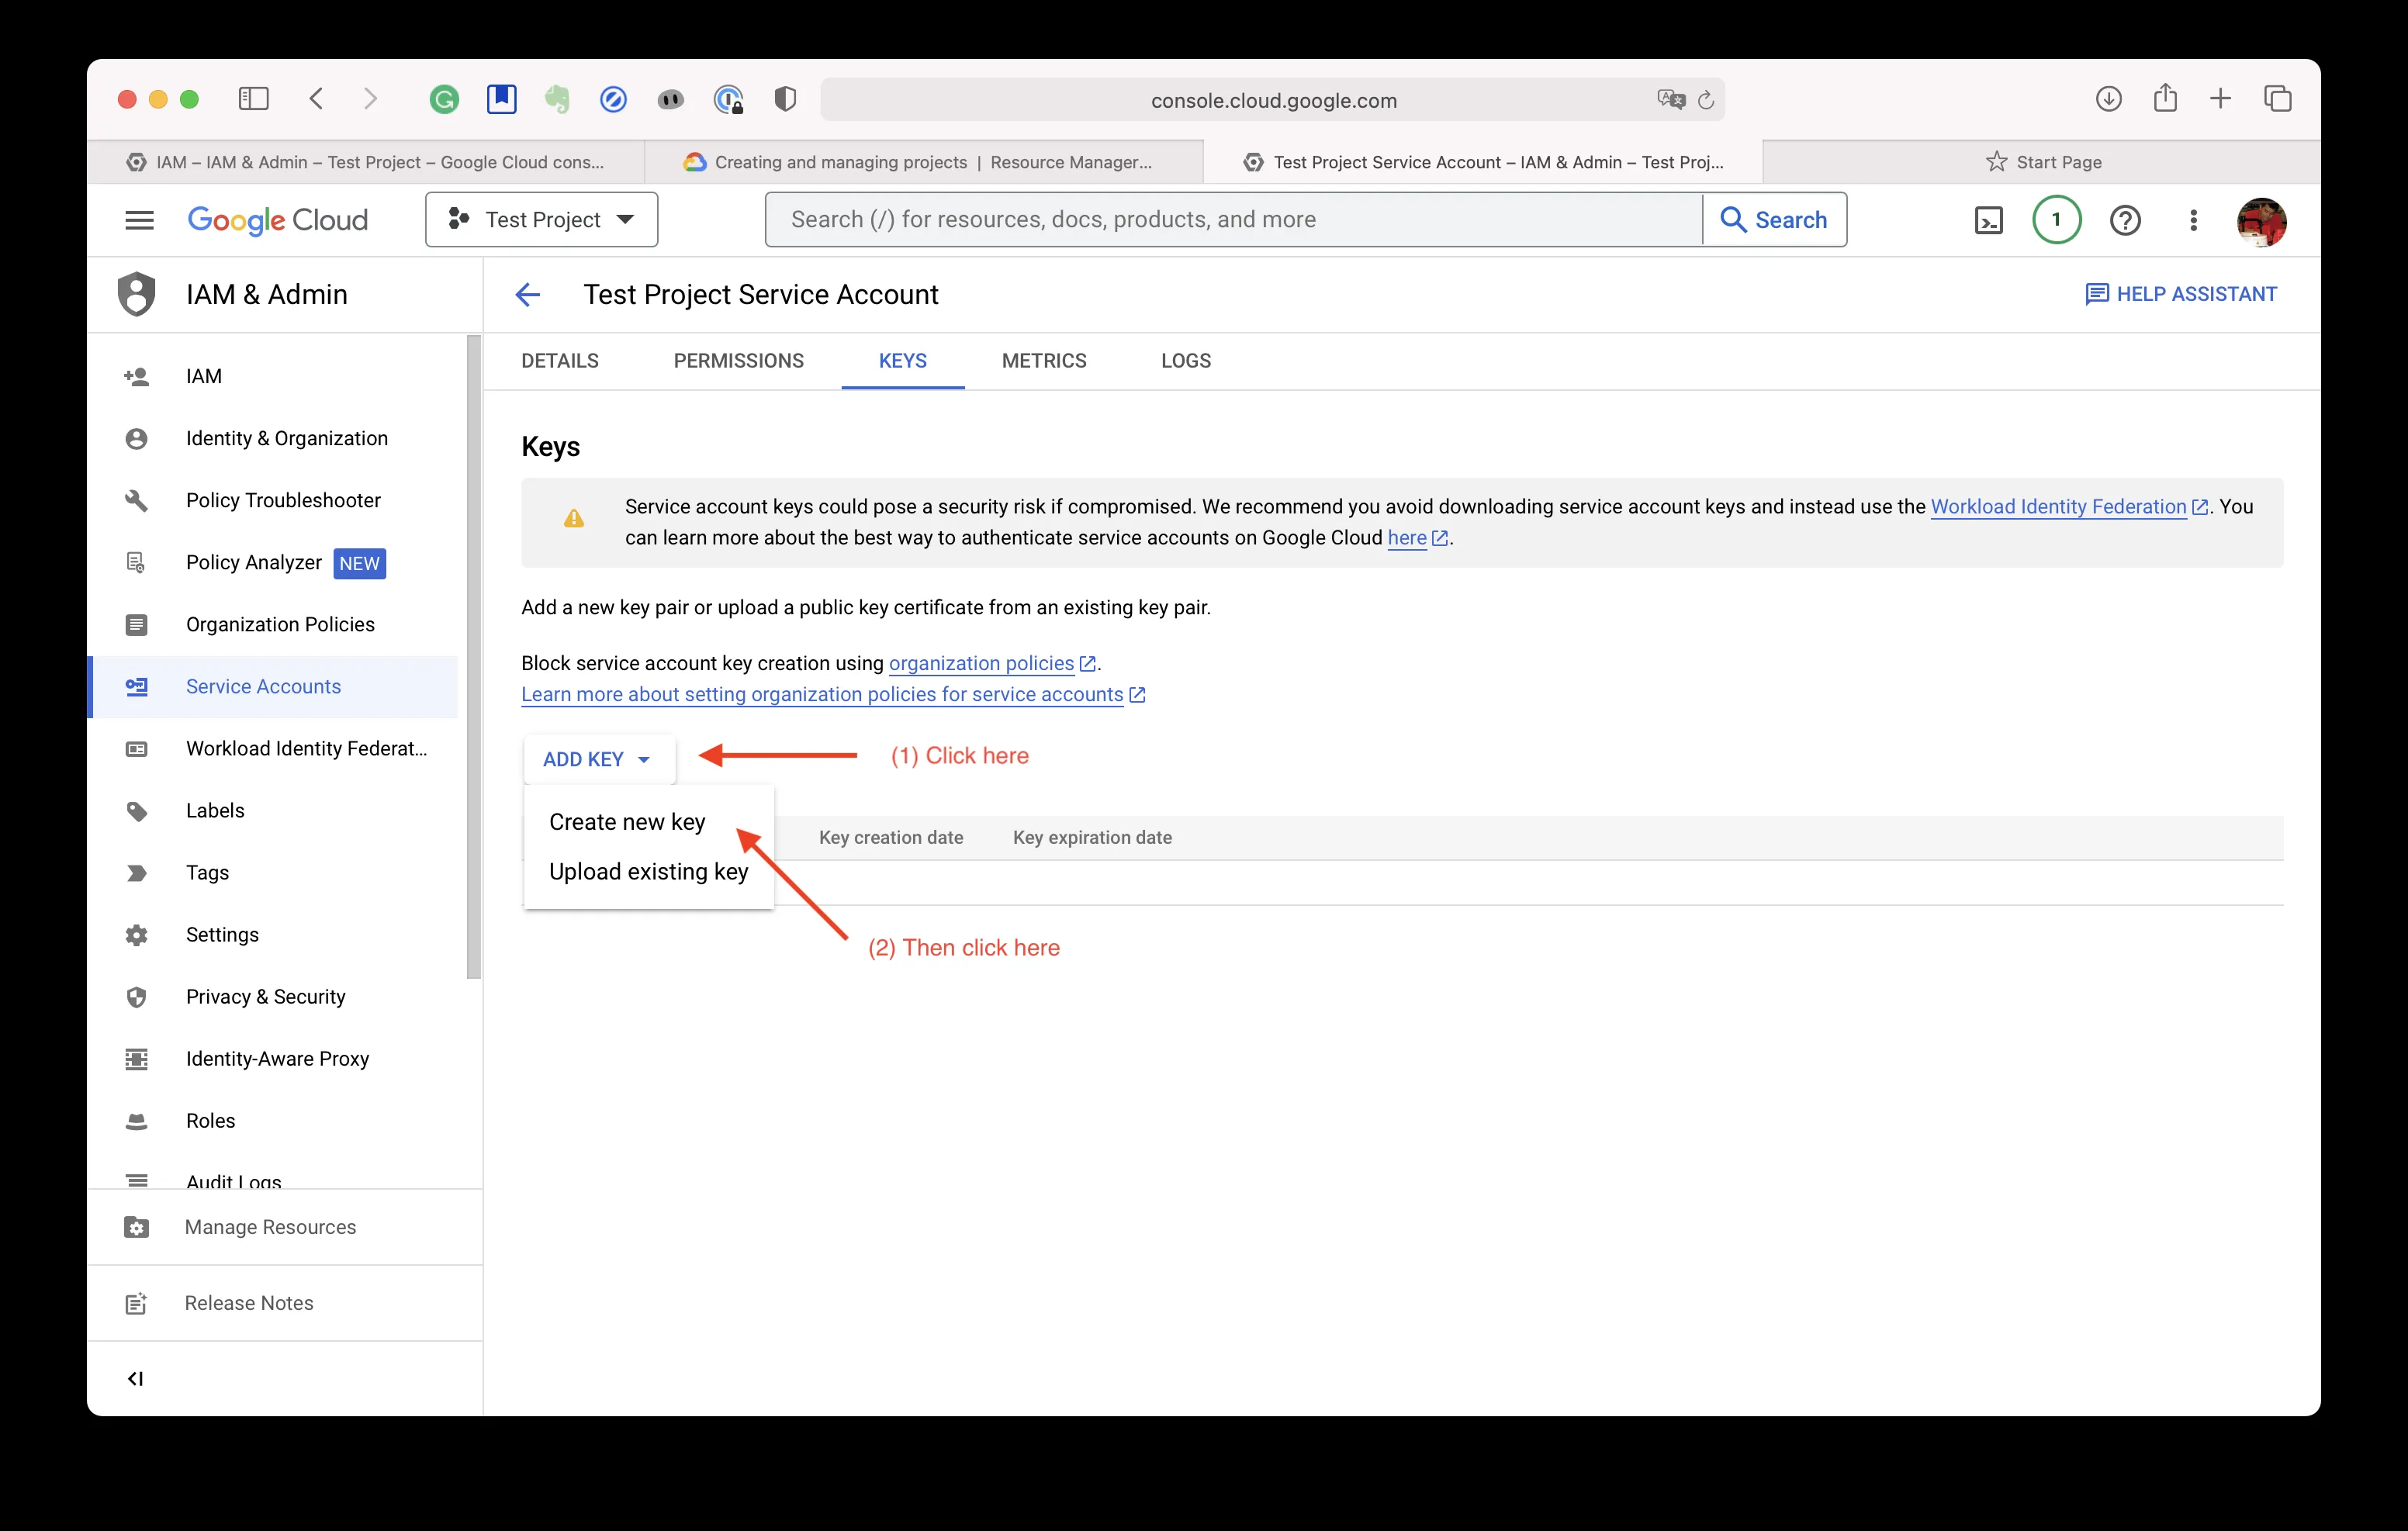 console.cloud.google.com
IAM – IAM & Admin – Test Project – Google Cloud cons...
Creating and managing projects | Resource Manager...
Test Project Service Account – IAM & Admin – Test Proj...
Start Page
Google Cloud
Test Project
Search (/) for resources, docs, products, and more
Search
1
IAM & Admin
Test Project Service Account
HELP ASSISTANT
IAM
Identity & Organization
Policy Troubleshooter
Policy Analyzer NEW
Organization Policies
Service Accounts
Workload Identity Federat...
Labels
Tags
Settings
Privacy & Security
Identity-Aware Proxy
Roles
Audit Logs
Manage Resources
Release Notes
DETAILS
PERMISSIONS
KEYS
METRICS
LOGS
Keys
Service account keys could pose a security risk if compromised. We recommend you avoid downloading service account keys and instead use the Workload Identity Federation. You
can learn more about the best way to authenticate service accounts on Google Cloud here.
Add a new key pair or upload a public key certificate from an existing key pair.
Block service account key creation using organization policies.
Learn more about setting organization policies for service accounts
ADD KEY
(1) Click here
Create new key
Upload existing key
Key creation date
Key expiration date
(2) Then click here